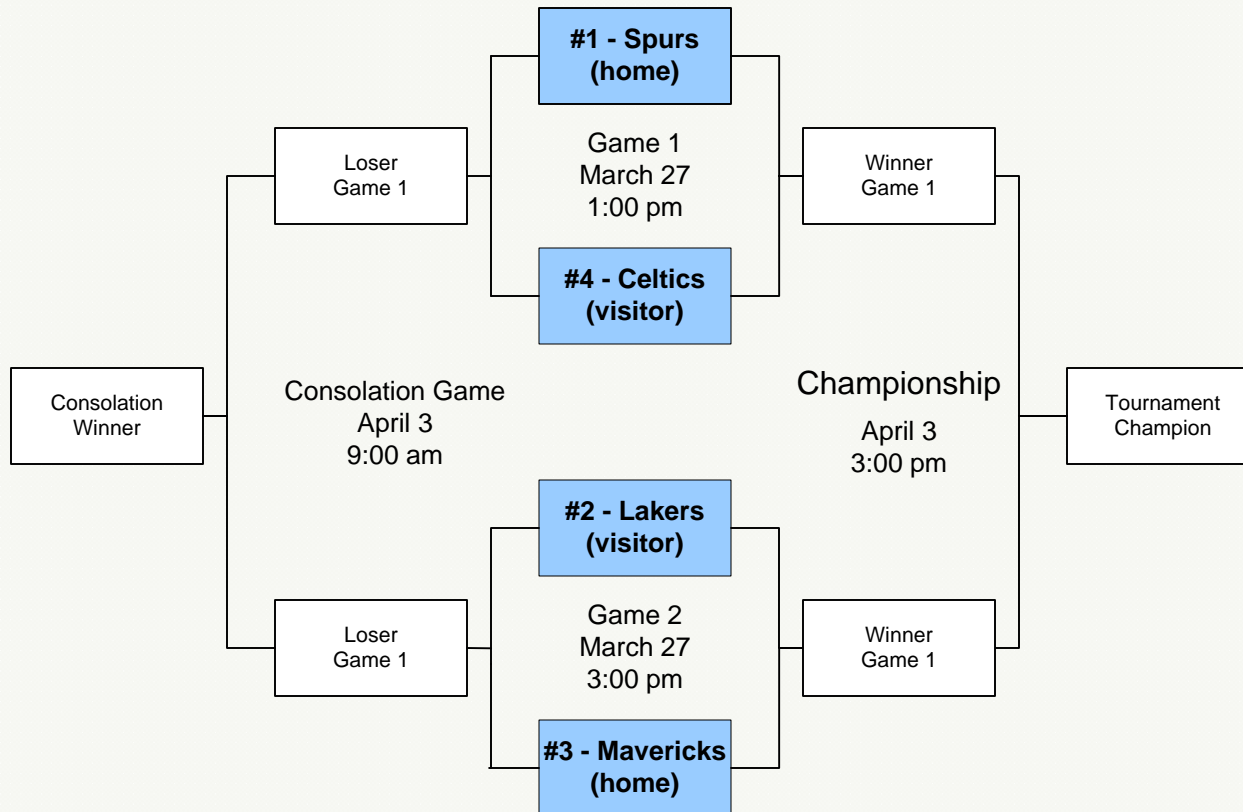 #1 - Spurs
(home)
Loser
Game 1
Game 1
March 27
1:00 pm
Winner
Game 1
#4 - Celtics
(visitor)
Consolation
Winner
Consolation Game
April 3
9:00 am
Championship
April 3
3:00 pm
Tournament
Champion
#2 - Lakers
(visitor)
Loser
Game 1
Game 2
March 27
3:00 pm
Winner
Game 1
#3 - Mavericks
(home)